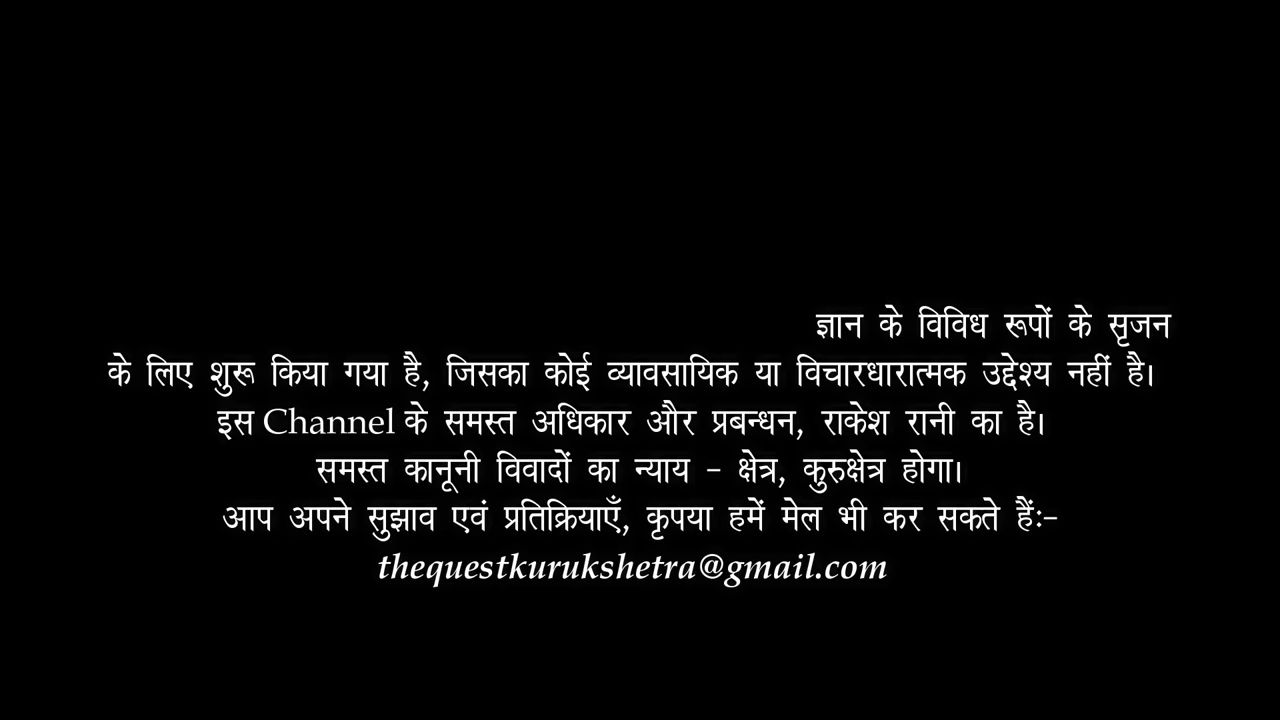 ज्ञान के विविध रूपों के सृजन
के लिए शुरू किया गया है, जिसका कोई व्यावसायिक या विचारधारात्मक उद्देश्य नहीं है।
इस Channel के समस्त अधिकार और प्रबन्धन, राकेश रानी का है।
समस्त कानूनी विवादों का न्याय - क्षेत्र, कुरुक्षेत्र होगा।
आप अपने सुझाव एवं प्रतिक्रियाएँ, कृपया हमें मेल भी कर सकते हैंः-
thequestkurukshetra@gmail.com